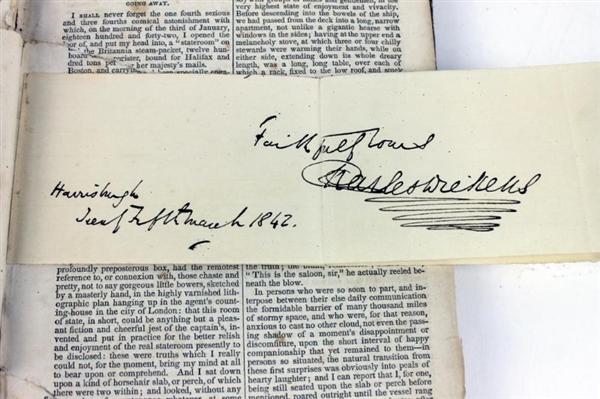 GOING AWAY.
I SHALL never forget the one fourth serious
and three fourths comical astonishment with
which, on the morning of the third of January,
eighteen hundred and forty-two, I opened the
or of, and put my head into, a "stateroom" on
the Britannia steam-packet, twelve hun-
dred tons per register, bound for Halifax and
Boston, and carrying her majesty's mails.
very highest state of enjoyment and vivacity.
Before descending into the bowels of the ship,
we had passed from the deck into a long, narrow
apartment, not unlike a gigantic hearse with
windows in the sides; having at the upper end a
melancholy stove, at which three or four chilly
stewards were warming their hands, while on
either side, extending down its whole dreary
length, was a long, long table, over each of
which a rack, fixed to the low roof, and stuck
Faithfully Yours
Charles Dickens
Harrisburgh
Twenty Fifth March 1842.
profoundly preposterous box, had the remotest
reference to, or connexion with, those chaste and
pretty, not to say gorgeous little bowers, sketched
by a masterly hand, in the highly varnished lith-
ographic plan hanging up in the agent's count-
ing-house in the city of London: that this room
of state, in short, could be anything but a pleas-
ant fiction and cheerful jest of the captain's, in-
vented and put in practice for the better relish
and enjoyment of the real stateroom presently to
be disclosed: these were truths which I really
could not, for the moment, bring my mind at all
to bear upon or comprehend. And I sat down
upon a kind of horsehair slab, or perch, of which
there were two within; and looked, without any
"This is the saloon, sir," he actually reeled be-
neath the blow.
In persons who were so soon to part, and in-
terpose between their else daily communication
the formidable barrier of many thousand miles
of stormy space, and who were, for that reason,
anxious to cast no other cloud, not even the pass-
ing shadow of a moment's disappointment or
discomfiture, upon the short interval of happy
companionship that yet remained to them—in
persons so situated, the natural transition from
these first surprises was obviously into peals of
hearty laughter; and I can report that I, for one,
being still seated upon the slab or perch before
mentioned, roared outright until the vessel rang